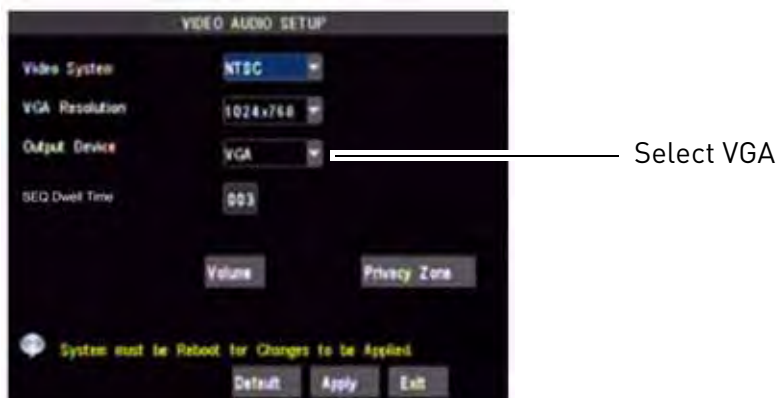 VIDEO AUDIO SETUP
Video System NTSC
VGA Resolution 1024x768
Output Device VGA Select VGA
SEQ Dwell Time 003
Volume Privacy Zone
System must be Reboot for Changes to be Applied.
Default Apply Exit